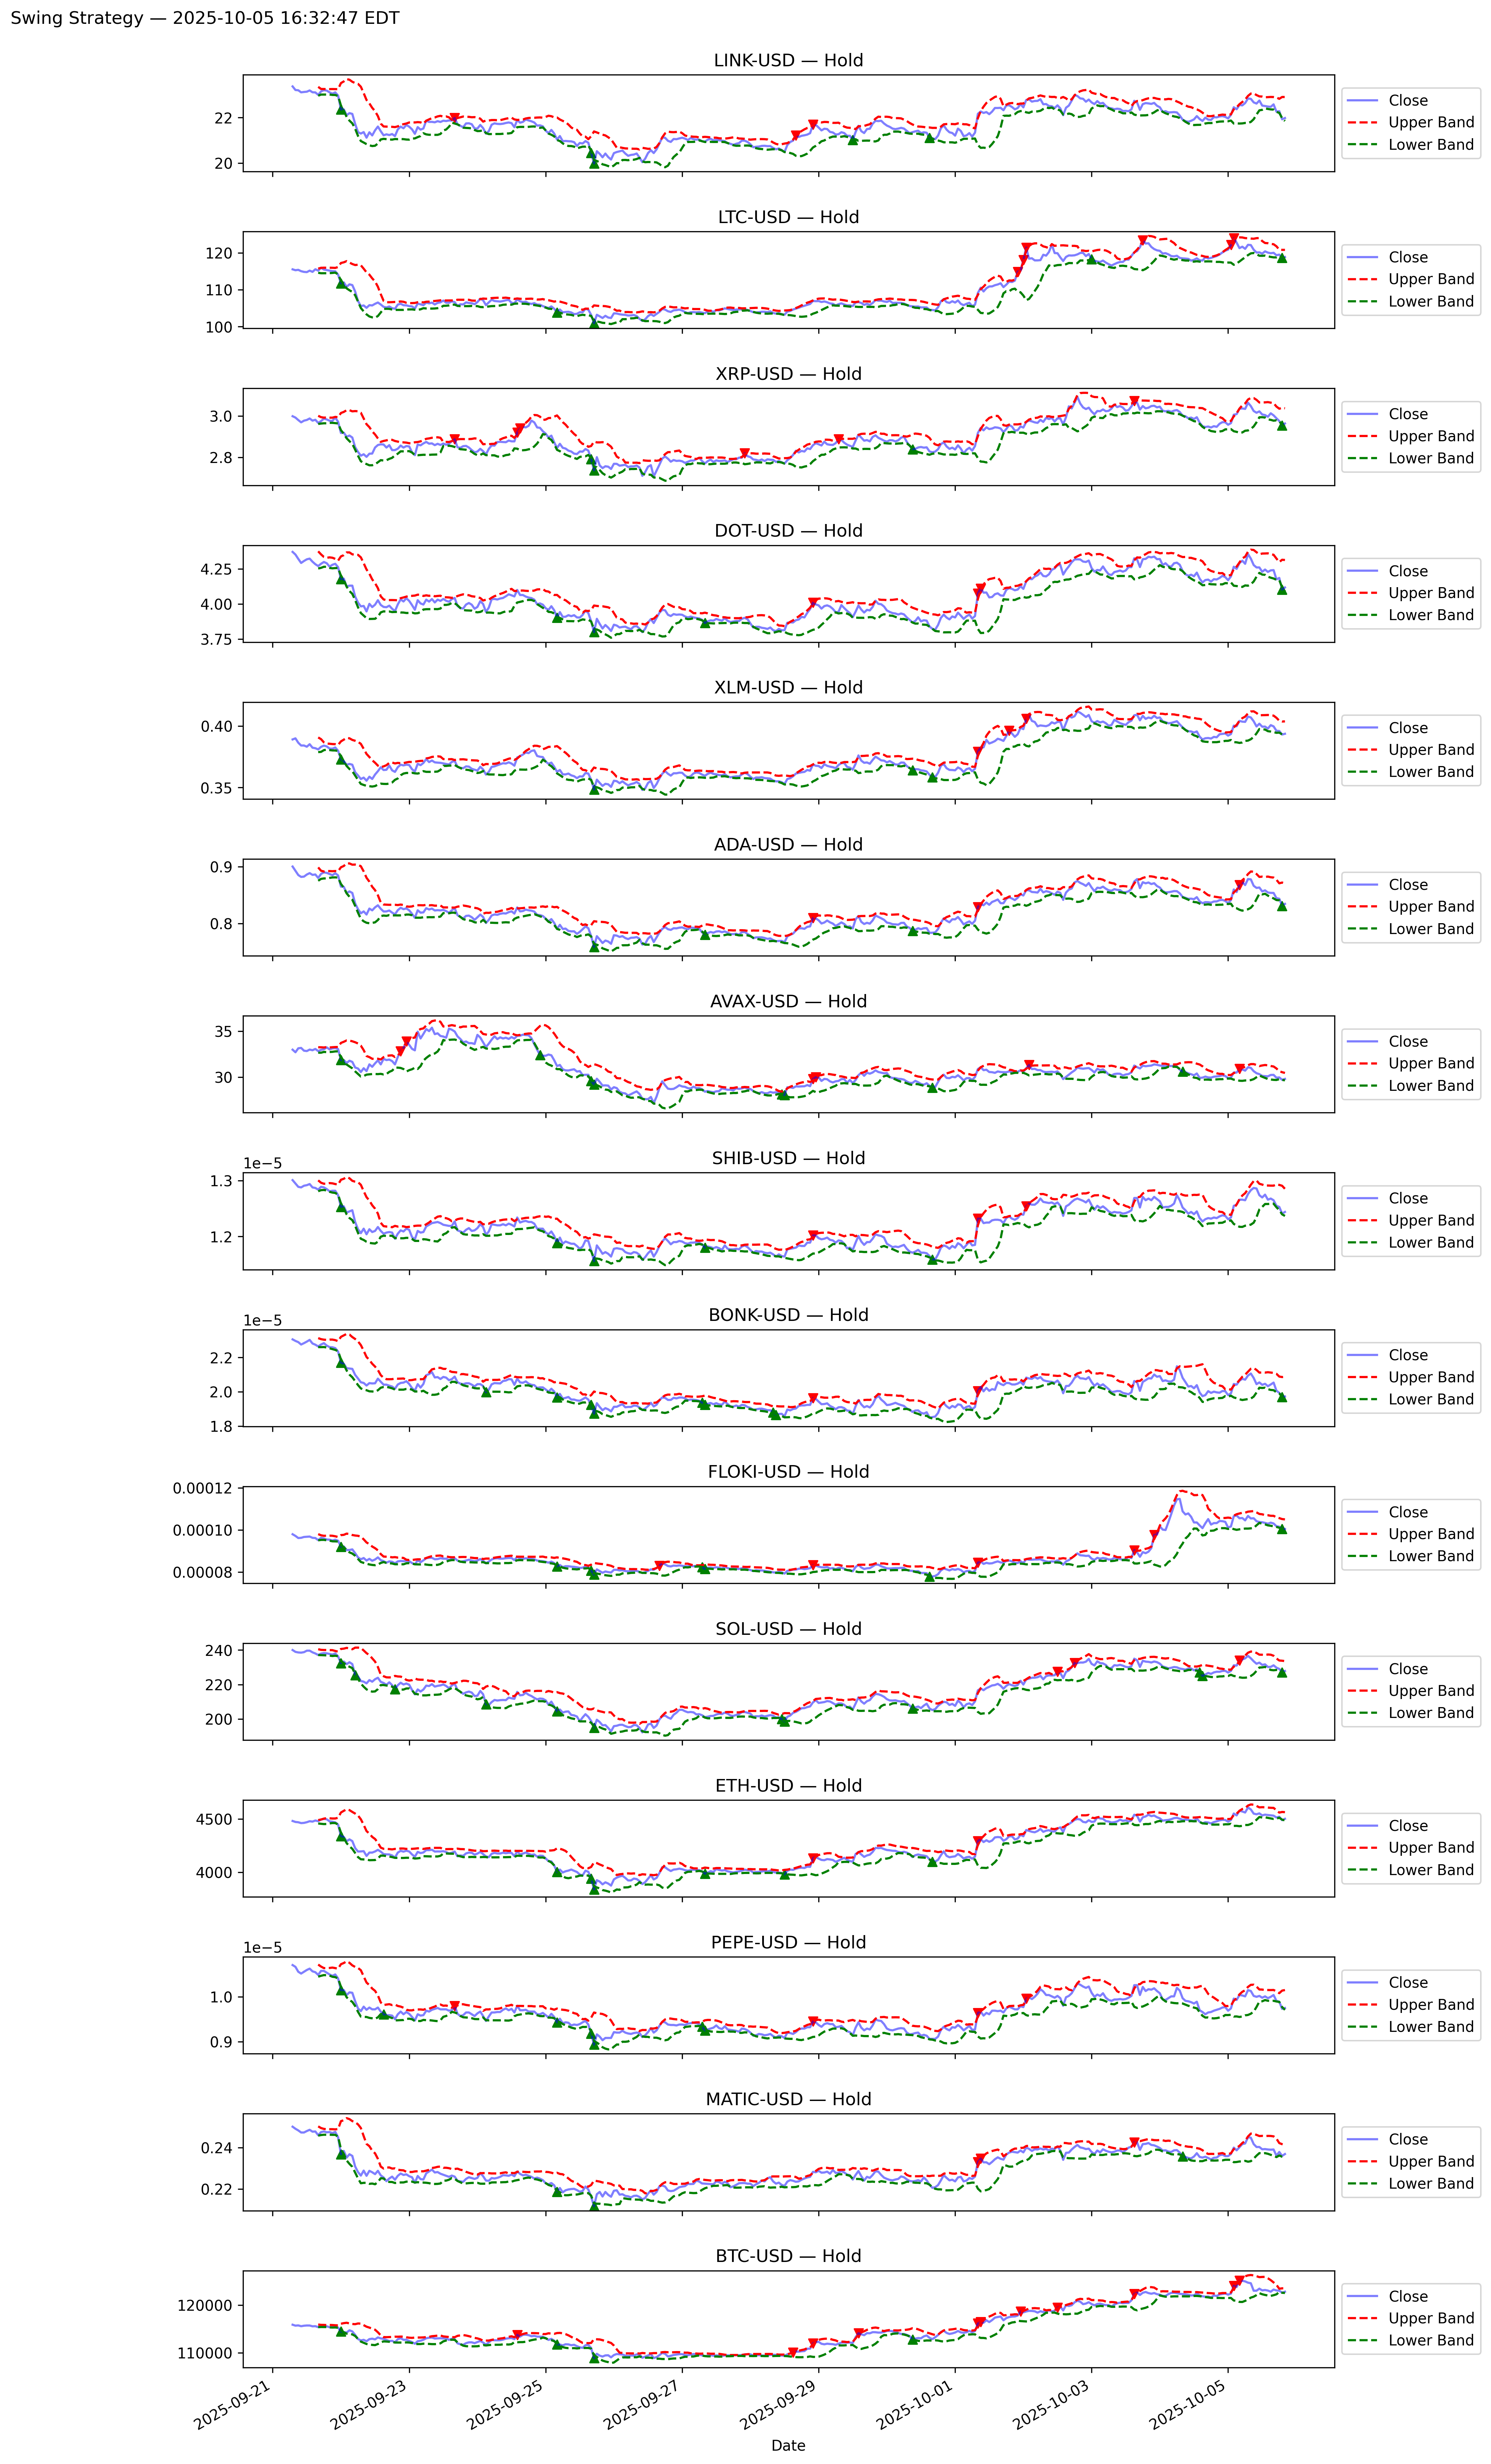 Swing Strategy — 2025-10-05 16:32:47 EDT
LINK-USD — Hold
22
20
Close
Upper Band
Lower Band
LTC-USD — Hold
120
110
100
Close
Upper Band
Lower Band
XRP-USD — Hold
3.0
2.8
Close
Upper Band
Lower Band
DOT-USD — Hold
4.25
4.00
3.75
Close
Upper Band
Lower Band
XLM-USD — Hold
0.40
0.35
Close
Upper Band
Lower Band
ADA-USD — Hold
0.9
0.8
Close
Upper Band
Lower Band
AVAX-USD — Hold
35
30
Close
Upper Band
Lower Band
SHIB-USD — Hold
1e−5
1.3
1.2
Close
Upper Band
Lower Band
BONK-USD — Hold
1e−5
2.2
2.0
1.8
Close
Upper Band
Lower Band
FLOKI-USD — Hold
0.00012
0.00010
0.00008
Close
Upper Band
Lower Band
SOL-USD — Hold
240
220
200
Close
Upper Band
Lower Band
ETH-USD — Hold
4500
4000
Close
Upper Band
Lower Band
PEPE-USD — Hold
1e−5
1.0
0.9
Close
Upper Band
Lower Band
MATIC-USD — Hold
0.24
0.22
Close
Upper Band
Lower Band
BTC-USD — Hold
120000
110000
Close
Upper Band
Lower Band
2025-09-21
2025-09-23
2025-09-25
2025-09-27
2025-09-29
2025-10-01
2025-10-03
2025-10-05
Date